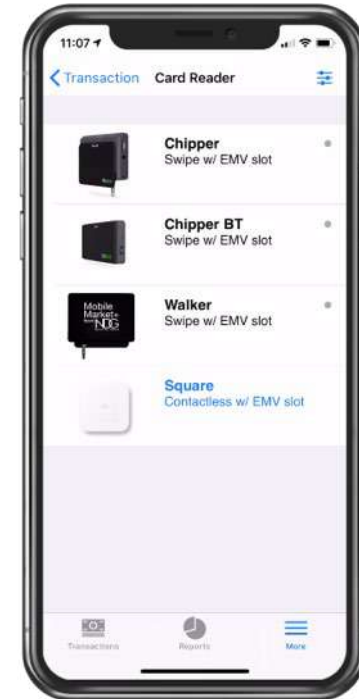 11:07
Transaction
Card Reader
Chipper
Swipe w/ EMV slot
Chipper BT
Swipe w/ EMV slot
Mobile
Market+
NDG
Walker
Swipe w/ EMV slot
Square
Contactless w/ EMV slot
Transactions
Reports
More